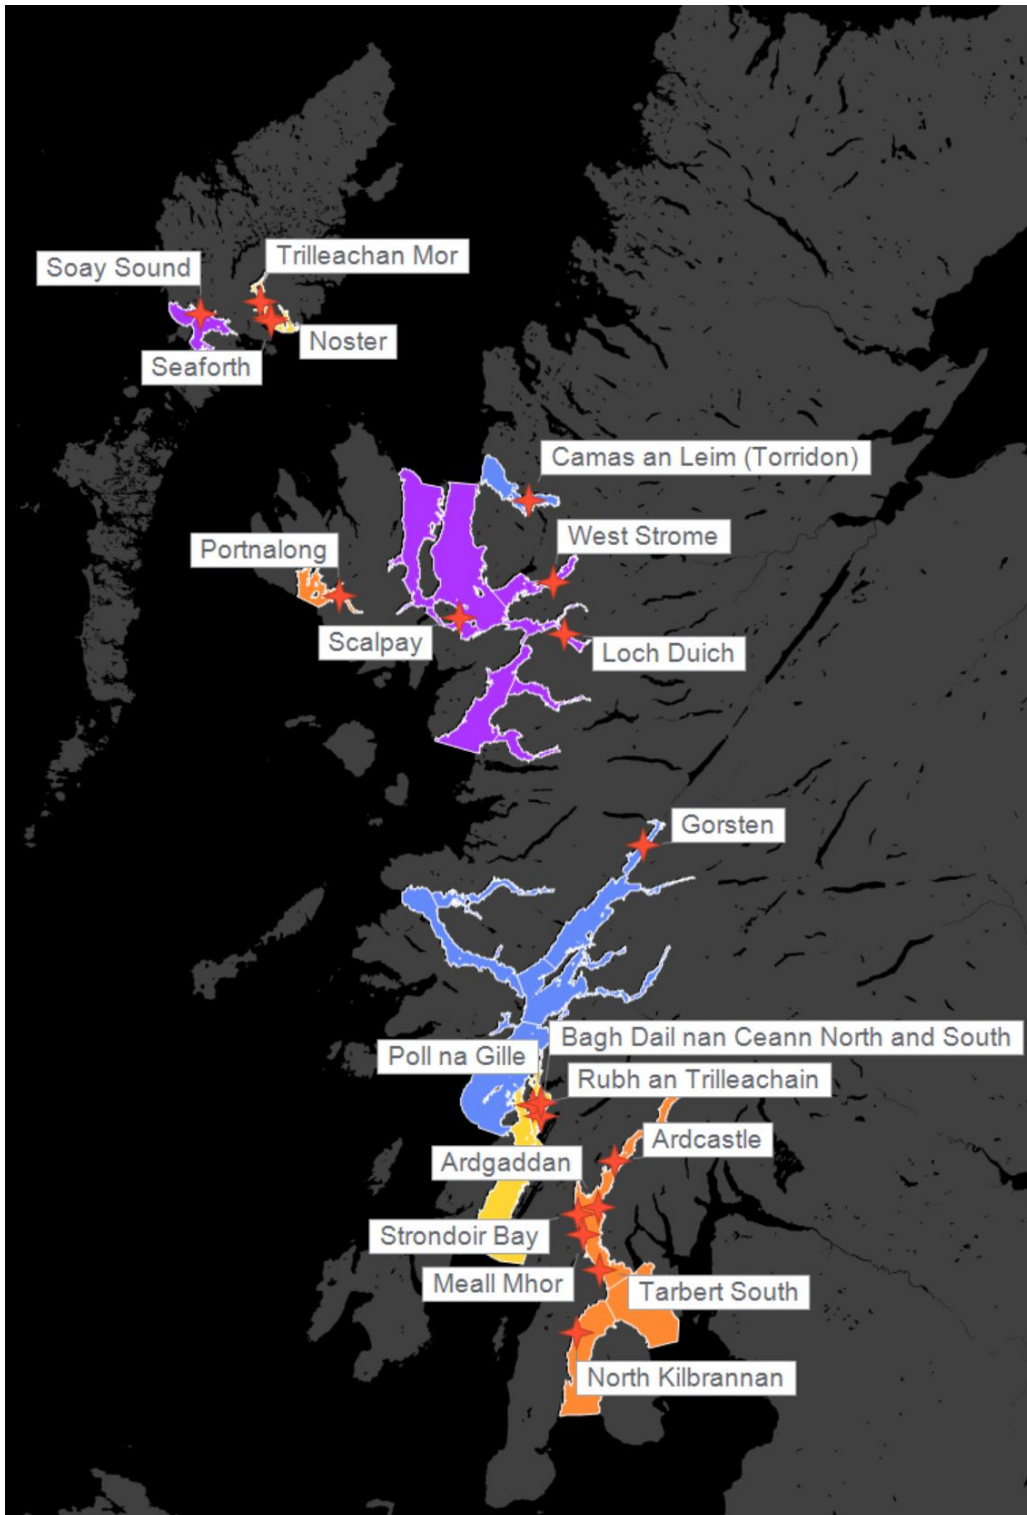 Trilleachan Mor
Soay Sound
Noster
Seaforth
Camas an Leim (Torridon)
West Strome
Portnalong
Scalpay
Loch Duich
Gorsten
Bagh Dail nan Ceann North and South
Poll na Gille
Rubh an Trilleachain
Ardcastle
Ardgaddan
Strondoir Bay
Meall Mhor
Tarbert South
North Kilbrannan